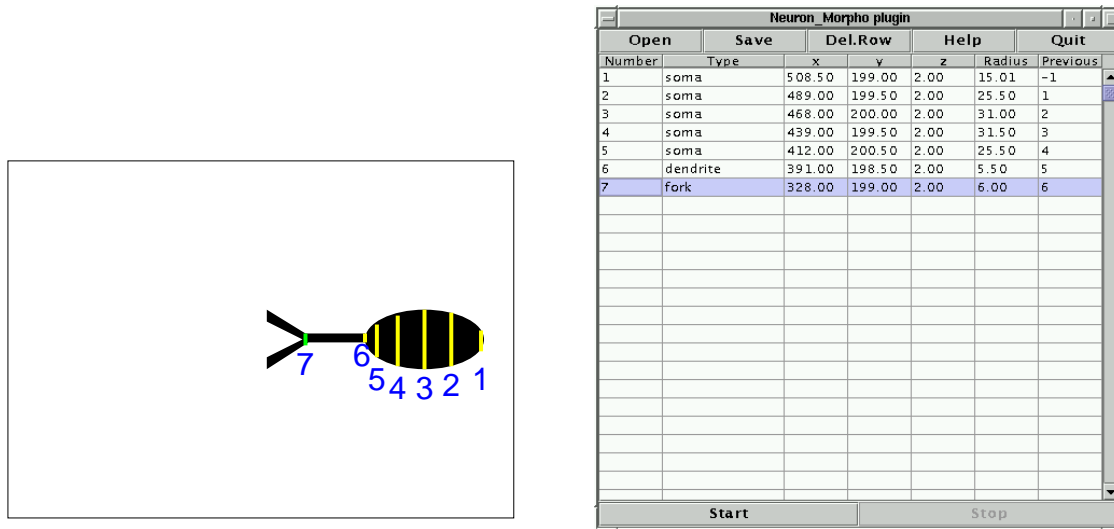 Neuron_Morpho plugin
Open Save Del.Row Help Quit
Number Type x y z Radius Previous
1 soma 508.50 199.00 2.00 15.01 -1
2 soma 489.00 199.50 2.00 25.50 1
3 soma 468.00 200.00 2.00 31.00 2
4 soma 439.00 199.50 2.00 31.50 3
5 soma 412.00 200.50 2.00 25.50 4
6 dendrite 391.00 198.50 2.00 5.50 5
7 fork 328.00 199.00 2.00 6.00 6
7 6 5 4 3 2 1
Start Stop